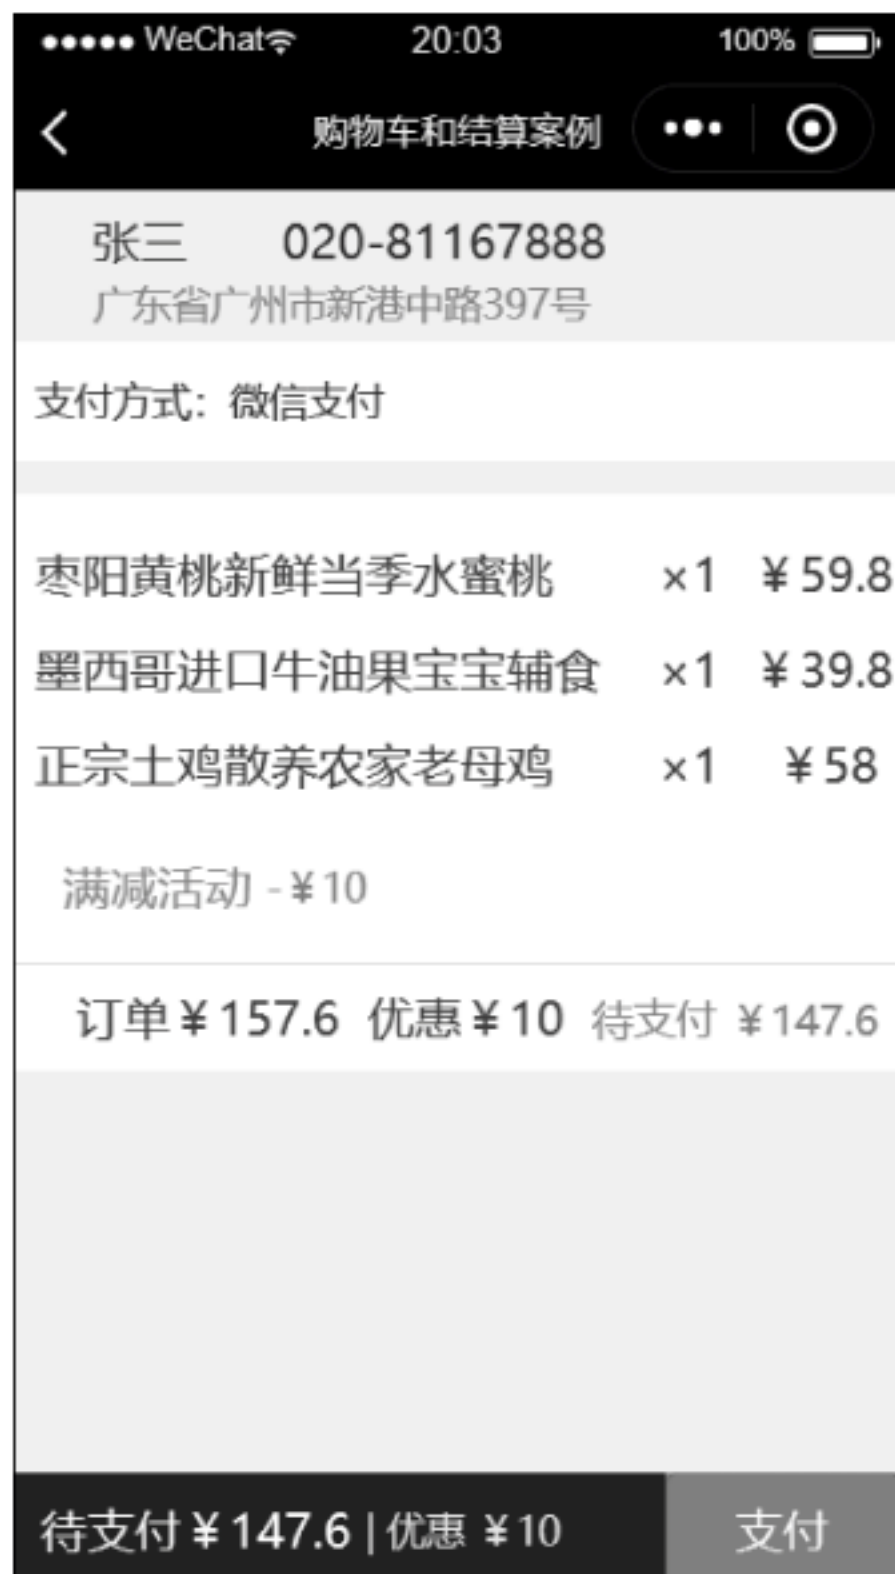 WeChat 20:03 100%
购物车和结算案例
张三 020-81167888
广东省广州市新港中路397号
支付方式：微信支付
枣阳黄桃新鲜当季水蜜桃 ×1 ¥59.8
墨西哥进口牛油果宝宝辅食 ×1 ¥39.8
正宗土鸡散养农家老母鸡 ×1 ¥58
满减活动 -¥10
订单¥157.6 优惠¥10 待支付 ¥147.6
待支付¥147.6 | 优惠 ¥10 支付